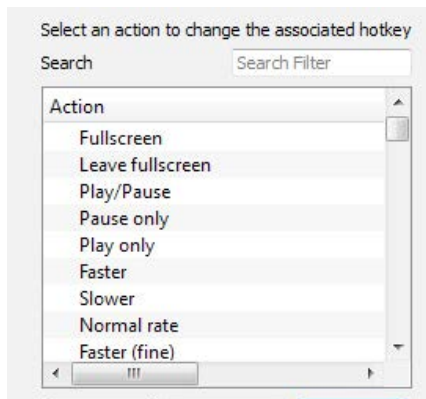 Select an action to change the associated hotkey
Search Search Filter
Action
Fullscreen
Leave fullscreen
Play/Pause
Pause only
Play only
Faster
Slower
Normal rate
Faster (fine)